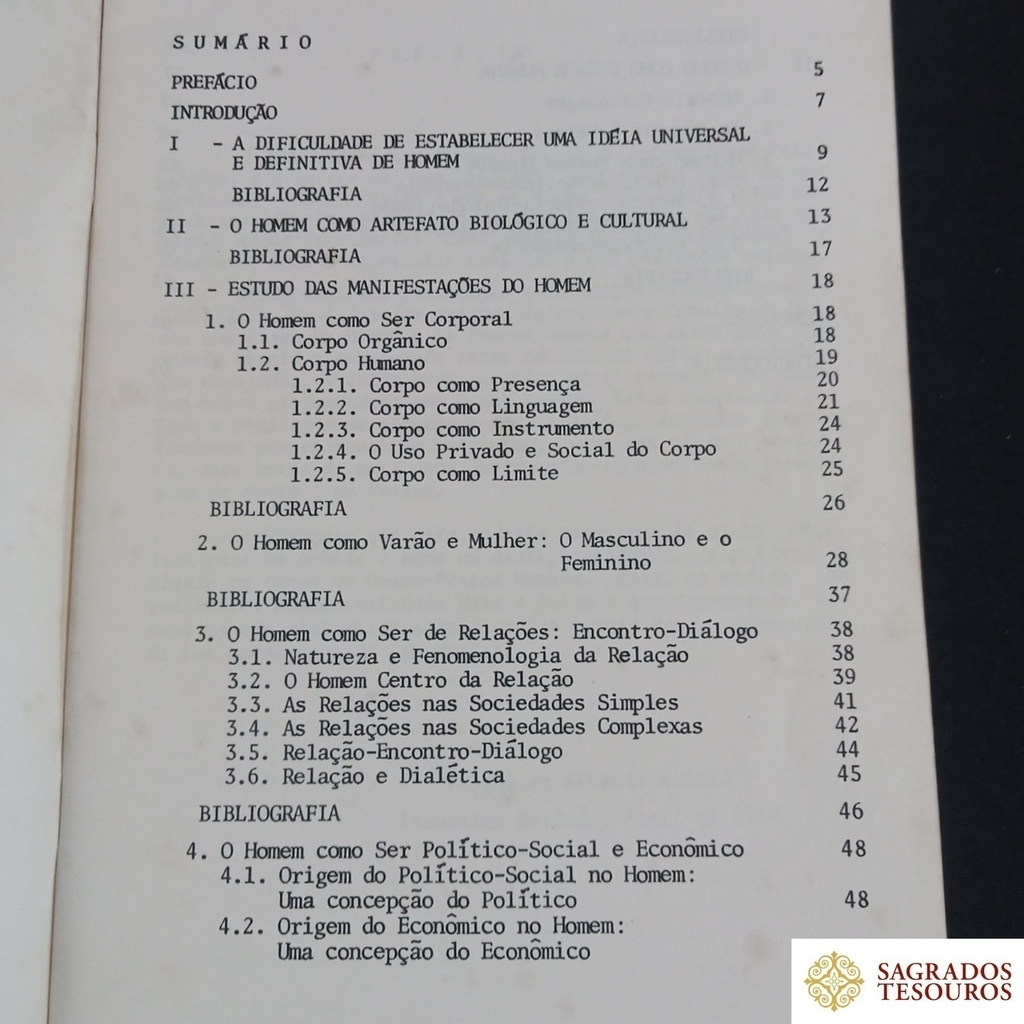 SUMÁRIO
PREFÁCIO 5
INTRODUÇÃO 7
I - A DIFICULDADE DE ESTABELECER UMA IDÉIA UNIVERSAL
E DEFINITIVA DE HOMEM 9
BIBLIOGRAFIA 12
II - O HOMEM COMO ARTEFATO BIOLÓGICO E CULTURAL 13
BIBLIOGRAFIA 17
III - ESTUDO DAS MANIFESTAÇÕES DO HOMEM 18
1. O Homem como Ser Corporal 18
1.1. Corpo Orgânico 18
1.2. Corpo Humano 19
1.2.1. Corpo como Presença 20
1.2.2. Corpo como Linguagem 21
1.2.3. Corpo como Instrumento 24
1.2.4. O Uso Privado e Social do Corpo 24
1.2.5. Corpo como Limite 25
BIBLIOGRAFIA 26
2. O Homem como Varão e Mulher: O Masculino e o
Feminino 28
BIBLIOGRAFIA 37
3. O Homem como Ser de Relações: Encontro-Diálogo 38
3.1. Natureza e Fenomenologia da Relação 38
3.2. O Homem Centro da Relação 39
3.3. As Relações nas Sociedades Simples 41
3.4. As Relações nas Sociedades Complexas 42
3.5. Relação-Encontro-Diálogo 44
3.6. Relação e Dialética 45
BIBLIOGRAFIA 46
4. O Homem como Ser Político-Social e Econômico 48
4.1. Origem do Político-Social no Homem:
Uma concepção do Político 48
4.2. Origem do Econômico no Homem:
Uma concepção do Econômico
SAGRADOS
TESOUROS